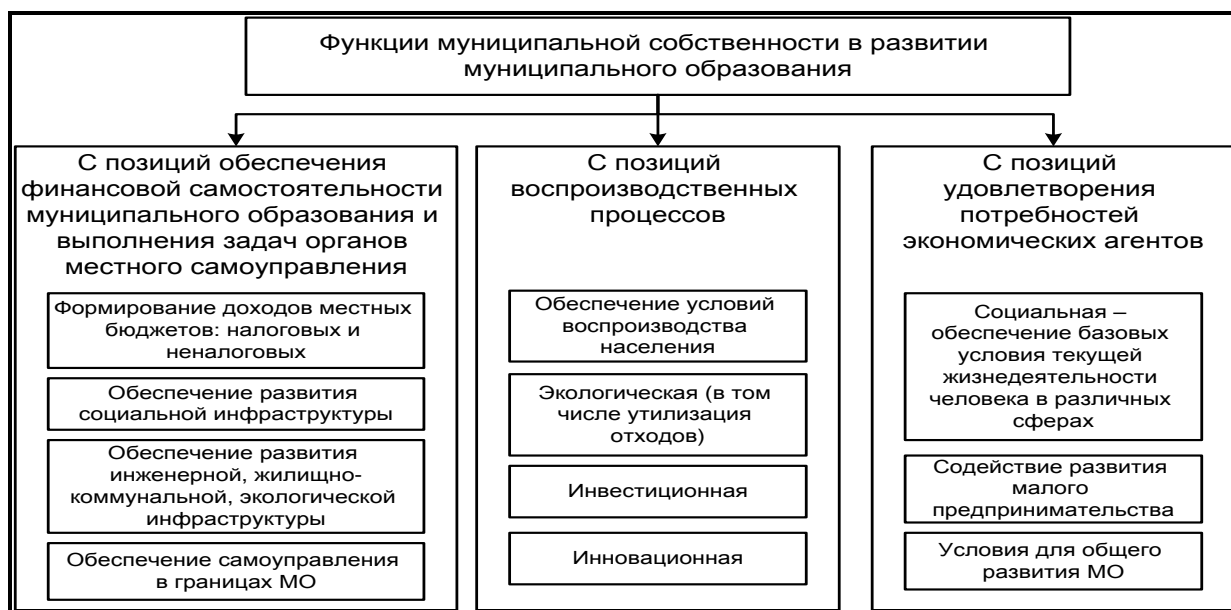 Функции муниципальной собственности в развитии
муниципального образования
С позиций обеспечения
финансовой самостоятельности
муниципального образования и
выполнения задач органов
местного самоуправления
Формирование доходов местных
бюджетов: налоговых и
неналоговых
Обеспечение развития
социальной инфраструктуры
Обеспечение развития
инженерной, жилищно-
коммунальной, экологической
инфраструктуры
Обеспечение самоуправления
в границах МО
С позиций
воспроизводственных
процессов
Обеспечение условий
воспроизводства
населения
Экологическая (в том
числе утилизация
отходов)
Инвестиционная
Инновационная
С позиций
удовлетворения
потребностей
экономических агентов
Социальная –
обеспечение базовых
условия текущей
жизнедеятельности
человека в различных
сферах
Содействие развития
малого
предпринимательства
Условия для общего
развития МО